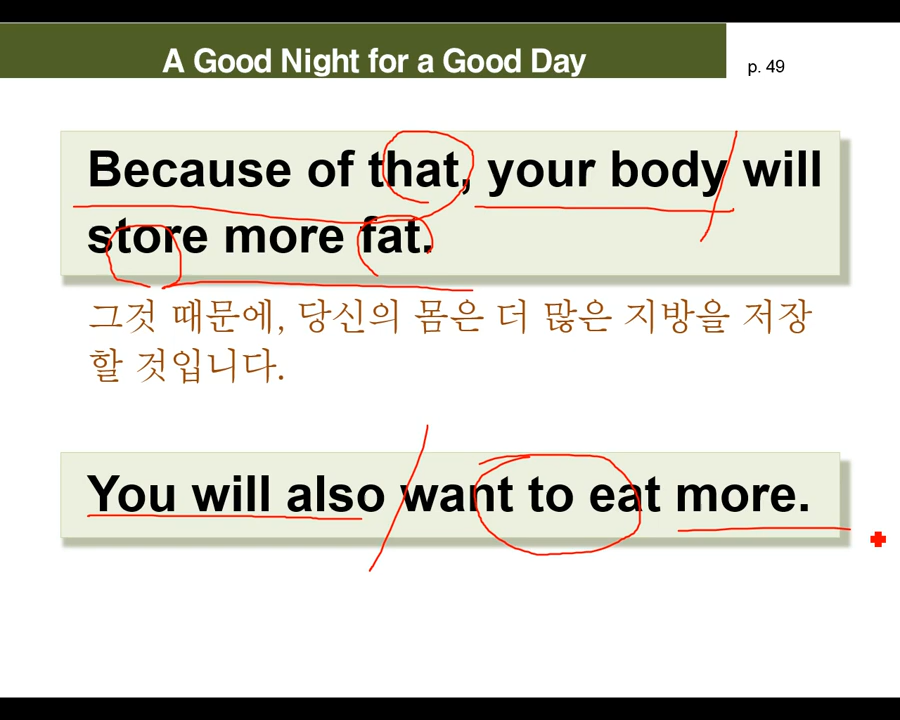 A Good Night for a Good Day
p. 49
Because of that, your body will
store more fat.
그것 때문에, 당신의 몸은 더 많은 지방을 저장
할 것입니다.
You will also want to eat more.